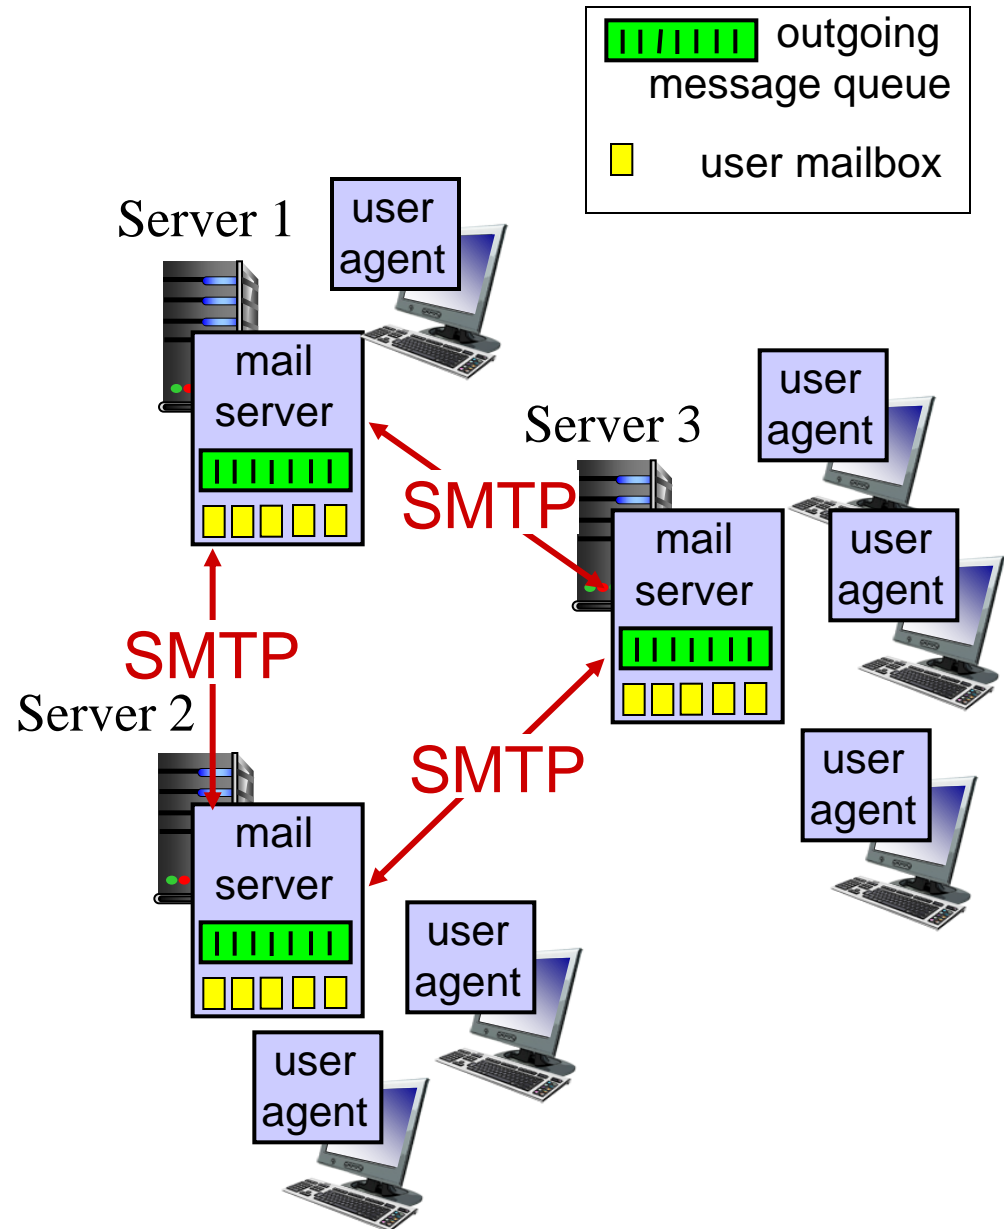 outgoing
message queue
user mailbox
Server 1
user
agent
mail
server
SMTP
Server 3
user
agent
mail
server
user
agent
SMTP
Server 2
SMTP
user
agent
mail
server
user
agent
user
agent